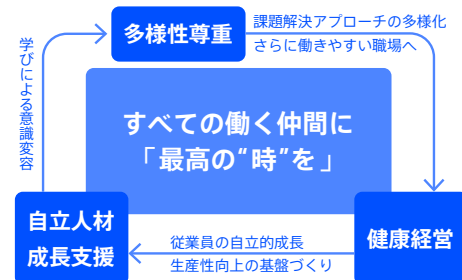 多様性尊重
課題解決アプローチの多様化
さらに働きやすい職場へ
学びによる意識変容
すべての働く仲間に
「最高の“時”を」
自立人材
成長支援
従業員の自立的成長
生産性向上の基盤づくり
健康経営